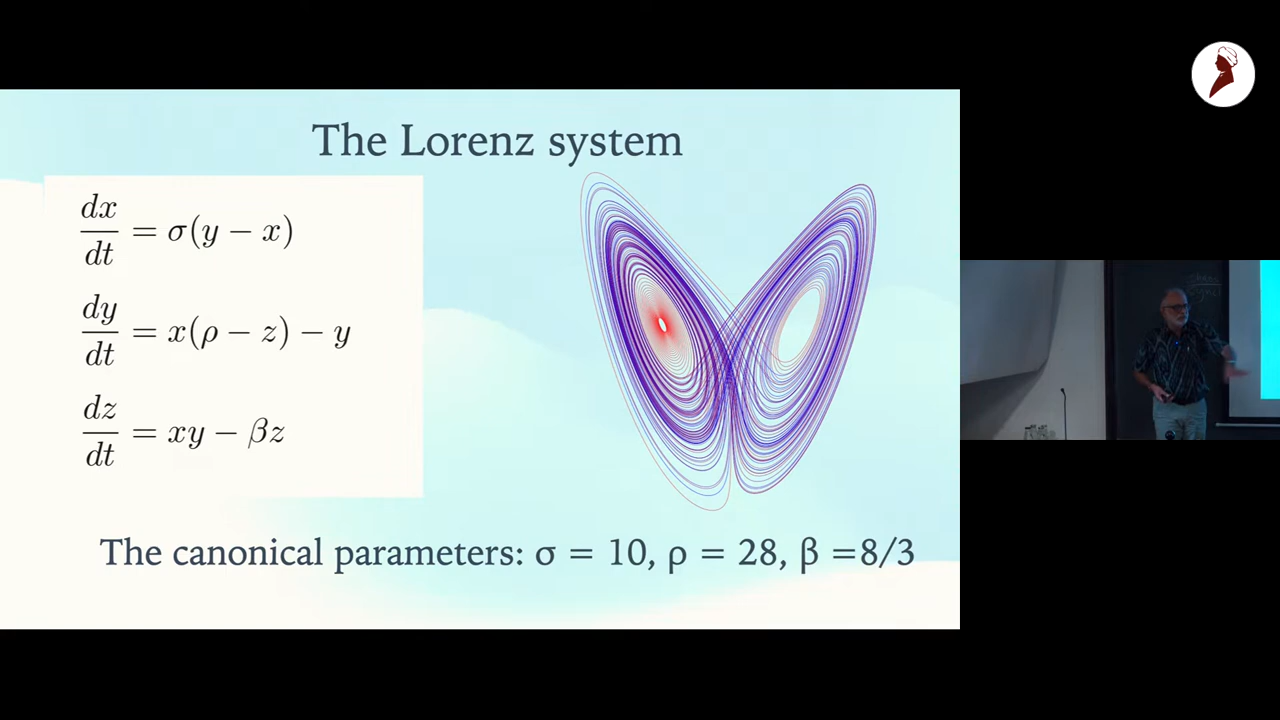 The Lorenz system
dx/dt = σ(y − x)
dy/dt = x(ρ − z) − y
dz/dt = xy − βz
The canonical parameters: σ = 10, ρ = 28, β =8/3